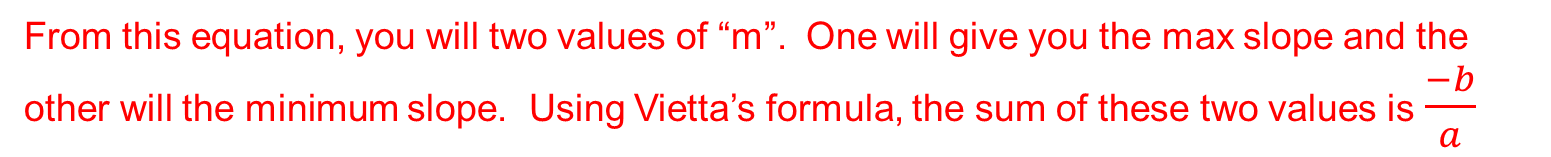 From this equation, you will two values of “m”.  One will give you the max slope and the
other will the minimum slope.  Using Vietta’s formula, the sum of these two values is −b/a